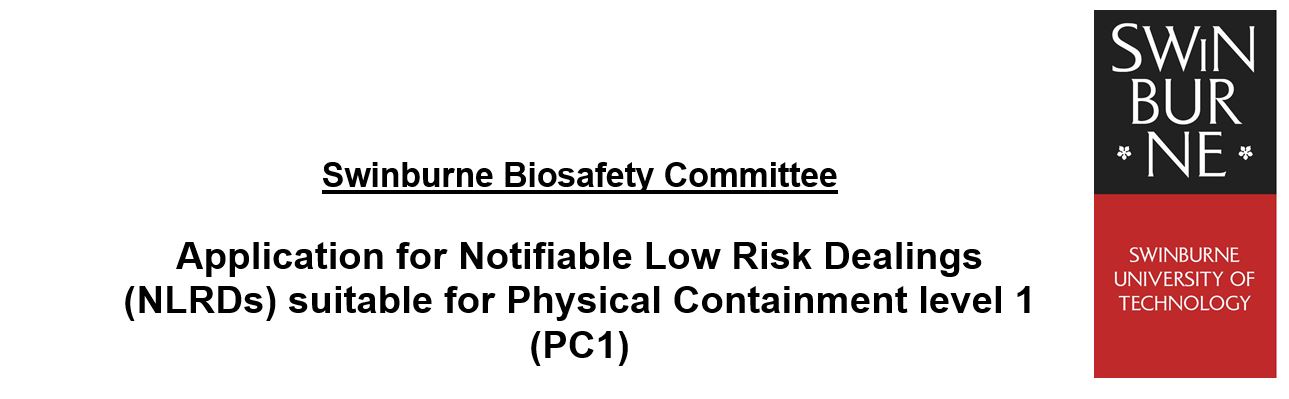 Swinburne Biosafety Committee
Application for Notifiable Low Risk Dealings
(NLRDs) suitable for Physical Containment level 1
(PC1)
SWIN
BUR
NE
SWINBURNE
UNIVERSITY OF
TECHNOLOGY